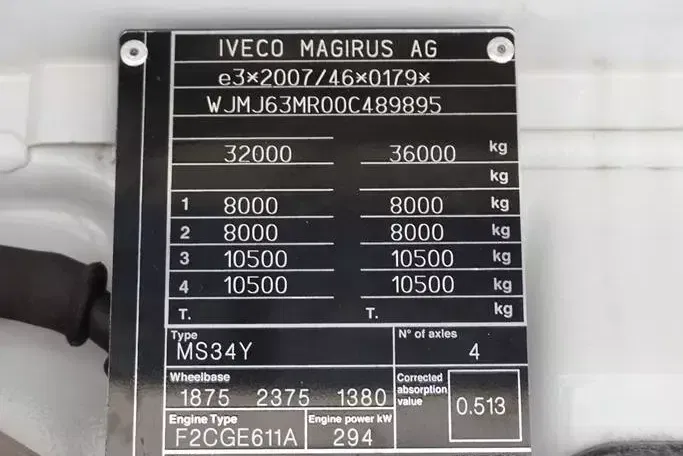 IVECO MAGIRUS AG
e3×2007/46×0179×
WJMJ63MR00C489895
32000 36000 kg
kg
1 8000 8000 kg
2 8000 8000 kg
3 10500 10500 kg
4 10500 10500 kg
T. T. kg
Type N° of axles
MS34Y 4
Wheelbase Corrected absorption value
1875 2375 1380 0.513
Engine Type Engine power kW
F2CGE611A 294